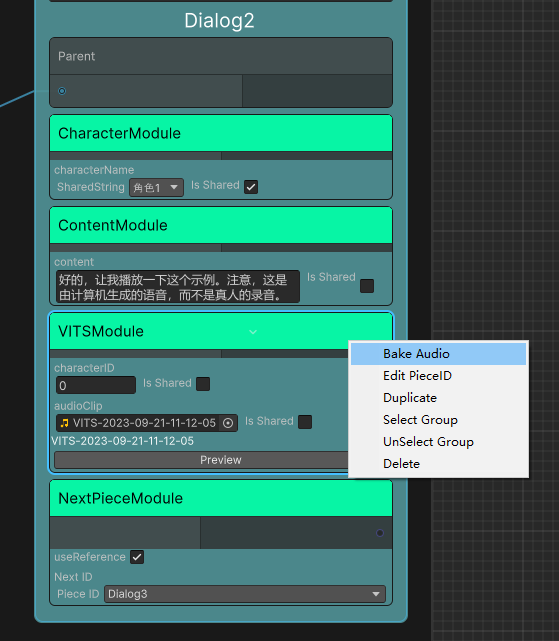 Dialog2
Parent
CharacterModule
characterName
SharedString 角色1 Is Shared
ContentModule
content
Is Shared
好的，让我播放一下这个示例。注意，这是
由计算机生成的语音，而不是真人的录音。
VITSModule
characterID
0 Is Shared
audioClip
VITS-2023-09-21-11-12-05 Is Shared
VITS-2023-09-21-11-12-05
Preview
Bake Audio
Edit PieceID
Duplicate
Select Group
UnSelect Group
Delete
NextPieceModule
useReference
Next ID
Piece ID Dialog3